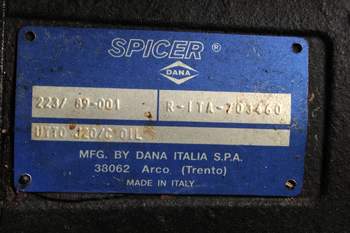 SPICER ®
DANA
223/ 89-001 R-ITA-703460
UTTO J20/C OIL
MFG. BY DANA ITALIA S.P.A.
38062 Arco (Trento)
MADE IN ITALY